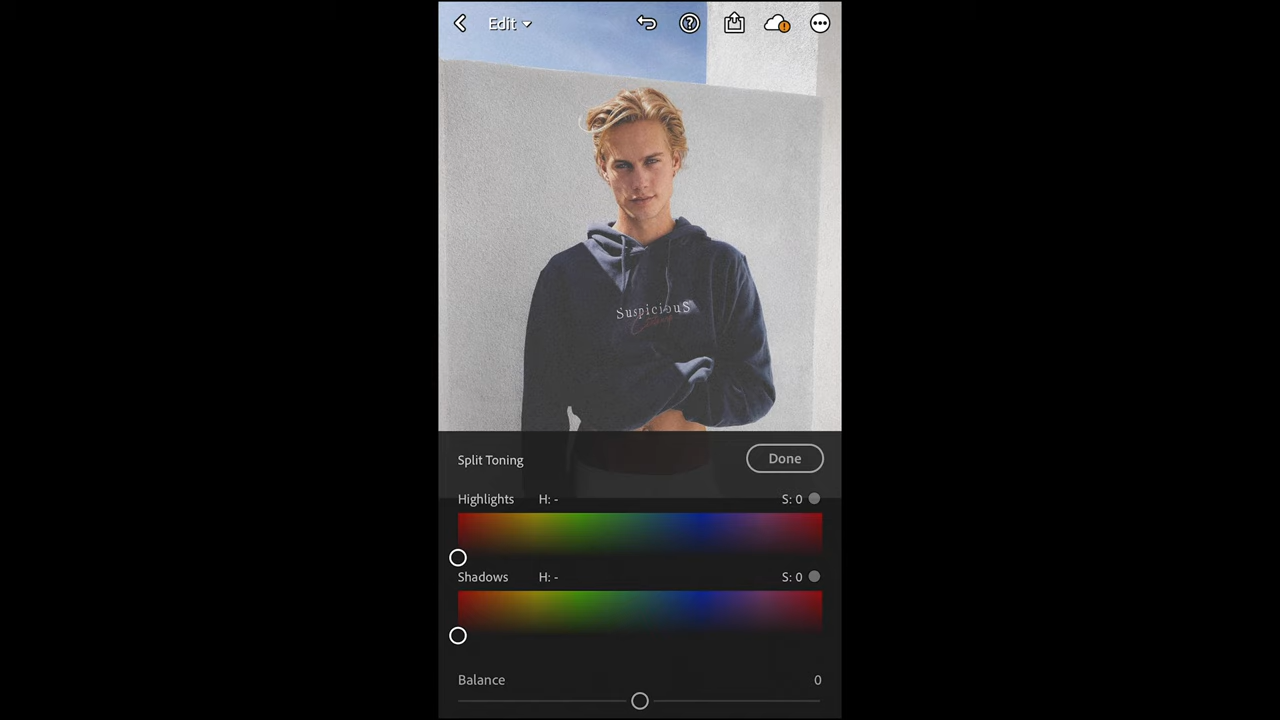 Edit
SuspiciouS
Split Toning
Done
Highlights H: - S: 0
Shadows H: - S: 0
Balance 0